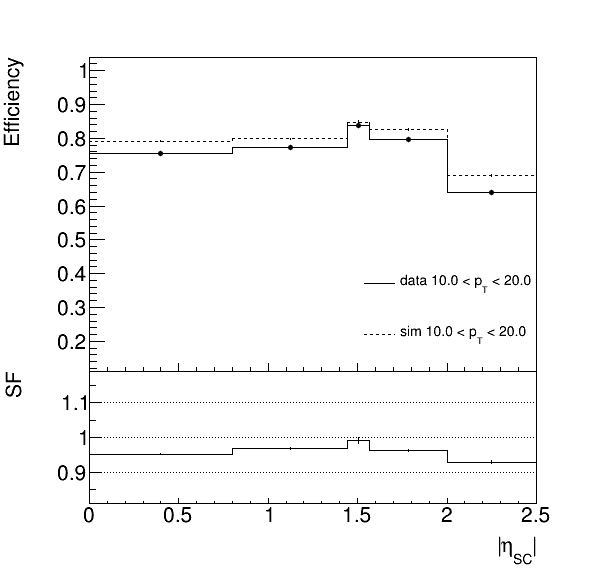 Efficiency
1
0.9
0.8
0.7
0.6
0.5
0.4
0.3
0.2
data 10.0 < p_T < 20.0
sim 10.0 < p_T < 20.0
SF
1.1
1
0.9
0 0.5 1 1.5 2 2.5
|η_SC|